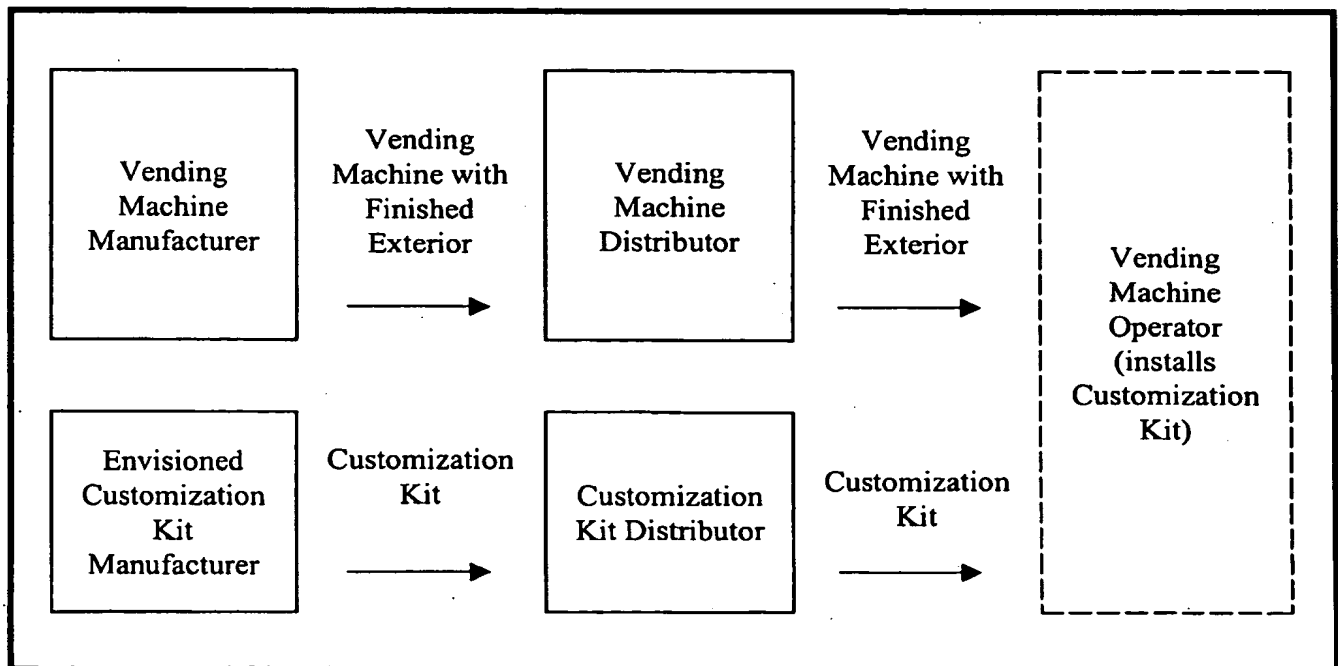 Vending
Machine
Manufacturer
Vending
Machine with
Finished
Exterior
Vending
Machine
Distributor
Vending
Machine with
Finished
Exterior
Vending
Machine
Operator
(installs
Customization
Kit)
Envisioned
Customization
Kit
Manufacturer
Customization
Kit
Customization
Kit Distributor
Customization
Kit